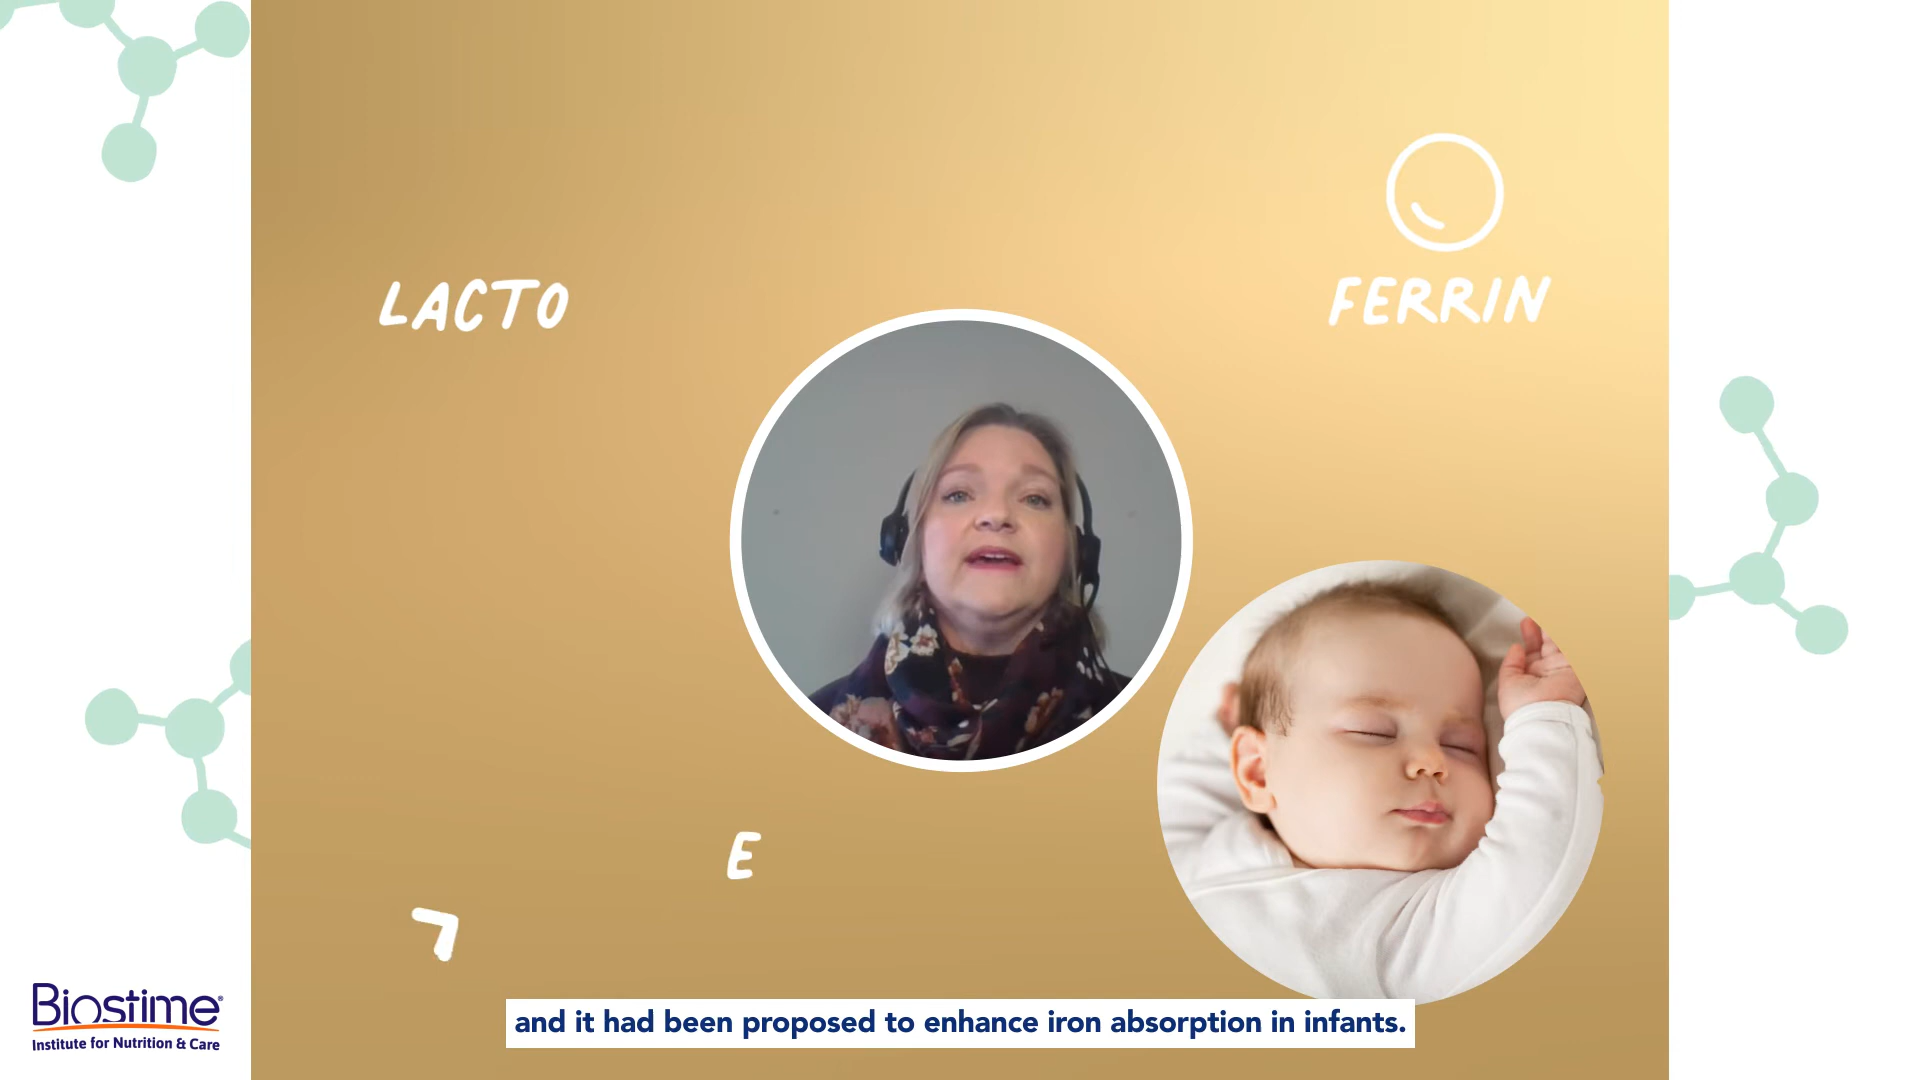 LACTO
FERRIN
E
Biostime®
Institute for Nutrition & Care
and it had been proposed to enhance iron absorption in infants.